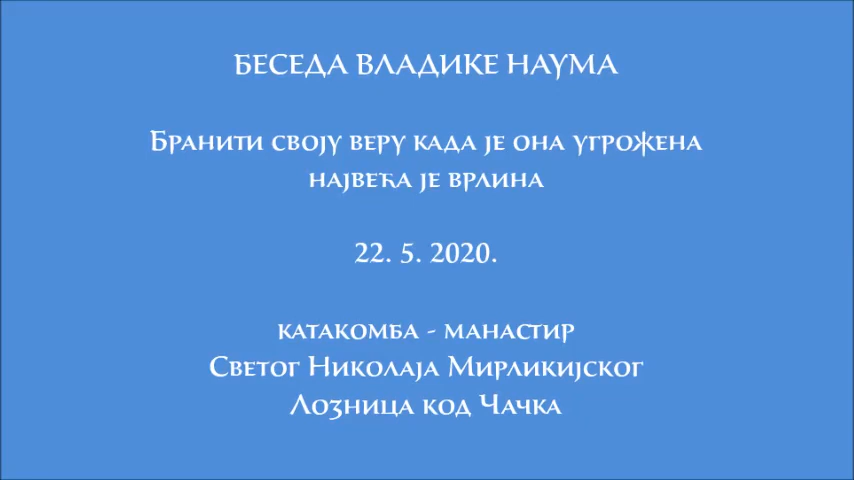 БЕСЕДА ВЛАДИКЕ НАУМА
Бранити своју веру када је она угрожена
највећа је врлина
22. 5. 2020.
катакомба - манастир
Светог Николаја Мирликијског
Лозница код Чачка